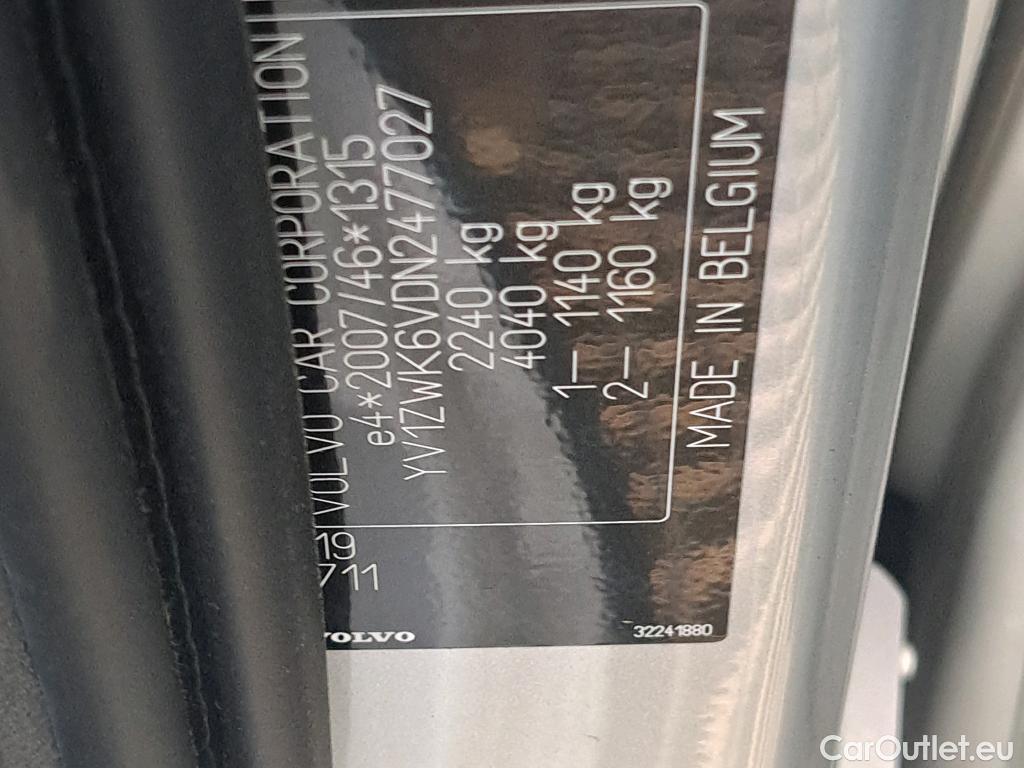 VOLVO CAR CORPORATION
e4*2007/46*1315
YV1ZWK6VDN2477027
2240 kg
4040 kg
1— 1140 kg
2— 1160 kg
MADE IN BELGIUM
19
711
VOLVO
32241880
CarOutlet.eu